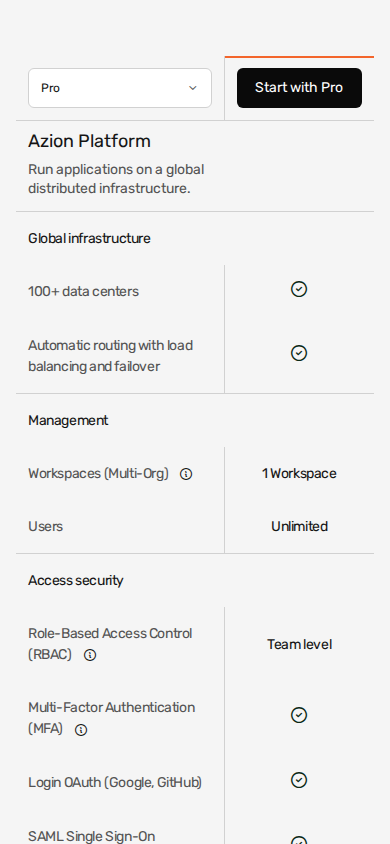 Pro
Start with Pro
Azion Platform
Run applications on a global
distributed infrastructure.
Global infrastructure
100+ data centers
Automatic routing with load
balancing and failover
Management
Workspaces (Multi-Org)
1 Workspace
Users
Unlimited
Access security
Role-Based Access Control
(RBAC)
Team level
Multi-Factor Authentication
(MFA)
Login OAuth (Google, GitHub)
SAML Single Sign-On